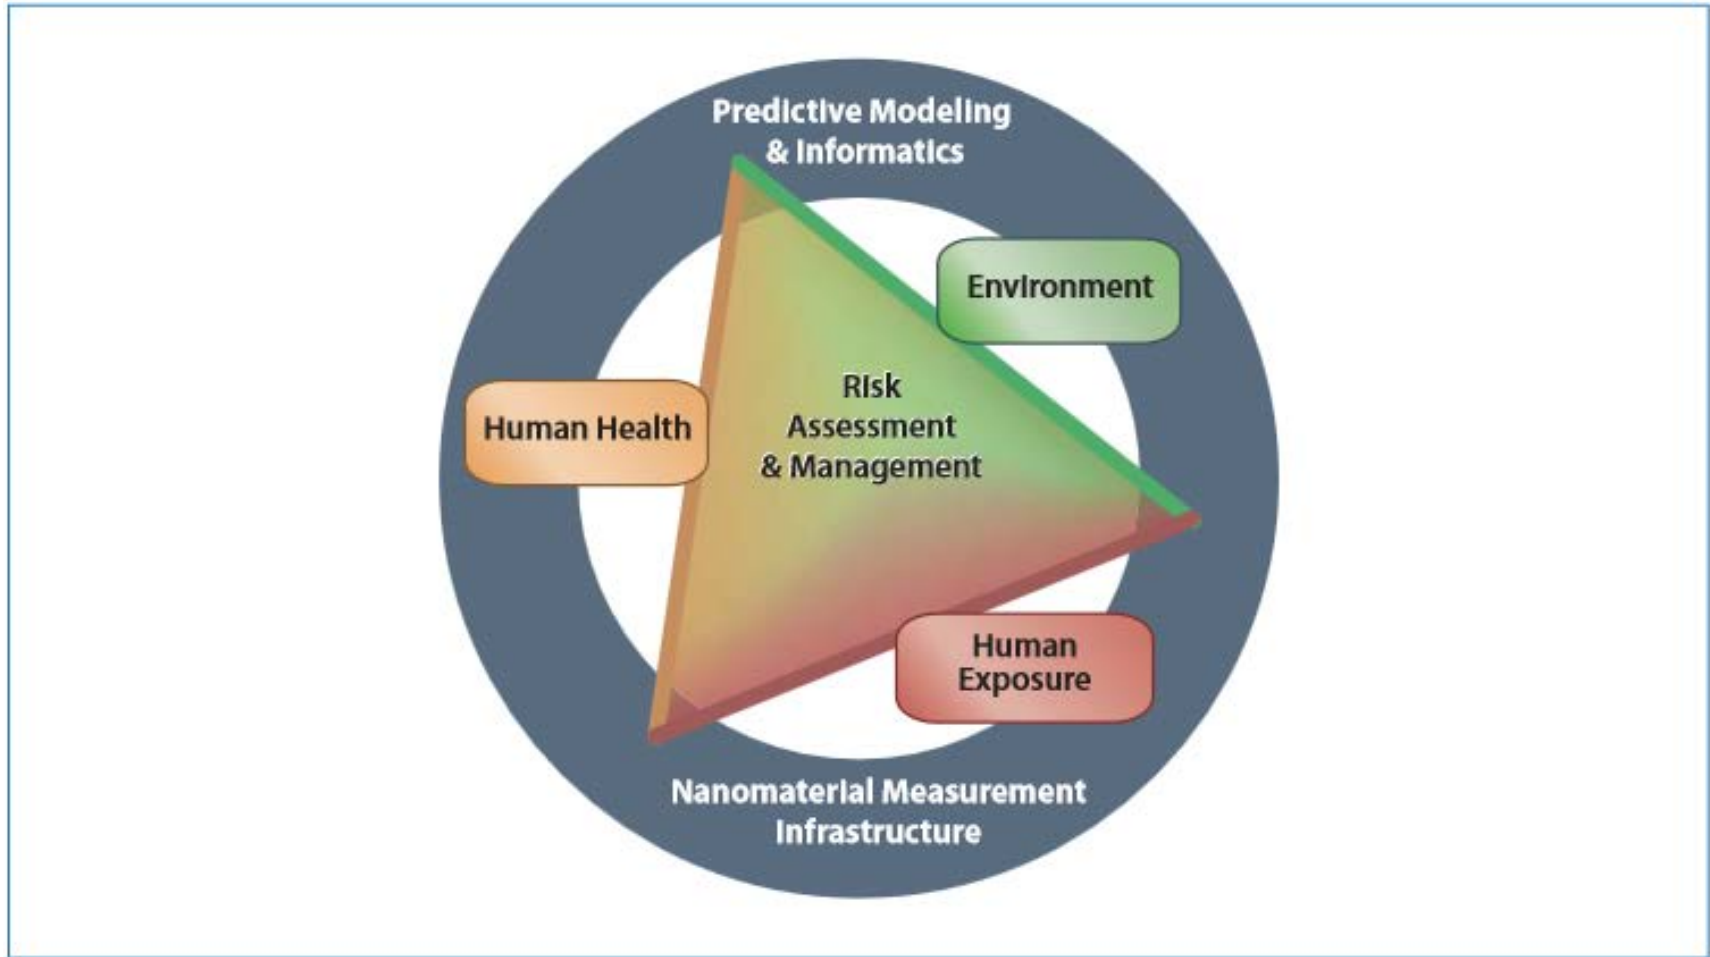 Predictive Modeling
& Informatics
Environment
Risk
Assessment
& Management
Human Health
Human
Exposure
Nanomaterial Measurement
Infrastructure